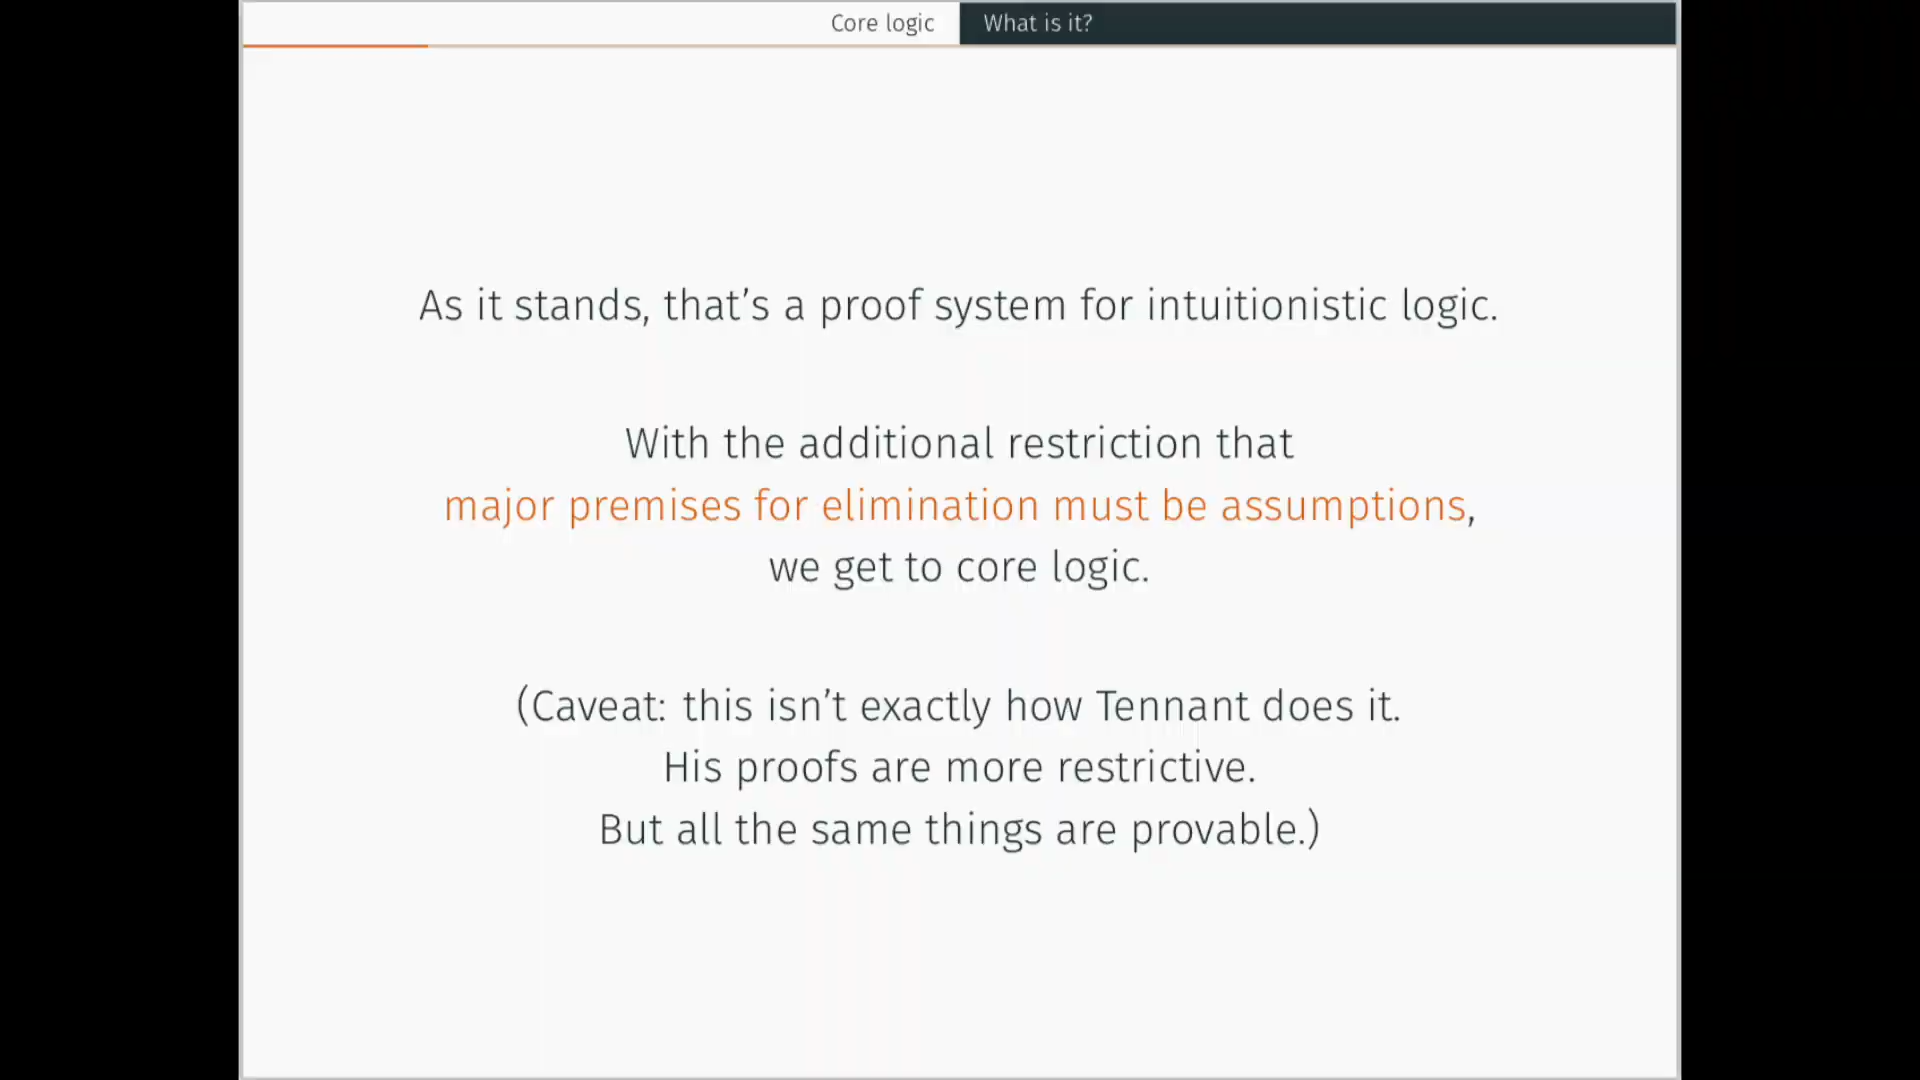 Core logic
What is it?
As it stands, that’s a proof system for intuitionistic logic.
With the additional restriction that
major premises for elimination must be assumptions,
we get to core logic.
(Caveat: this isn’t exactly how Tennant does it.
His proofs are more restrictive.
But all the same things are provable.)